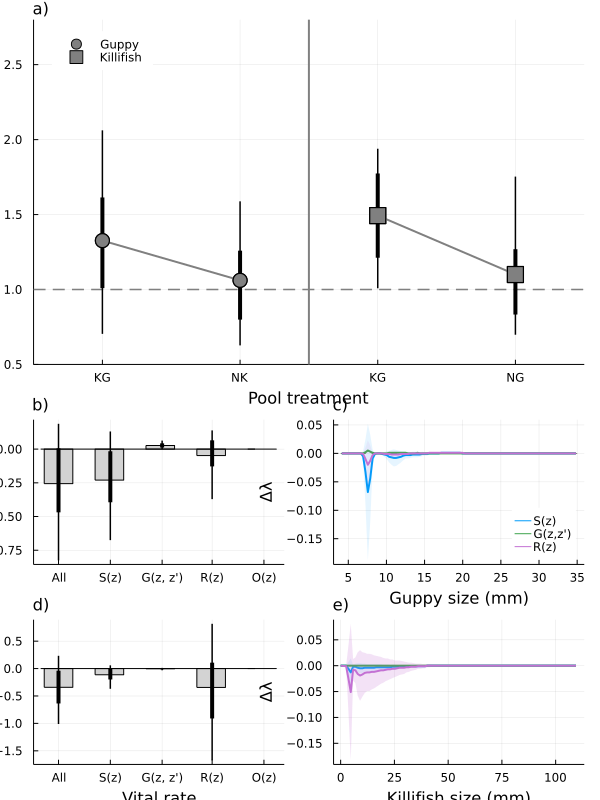 a)
Guppy
Killifish
2.5
2.0
1.5
1.0
0.5
KG
NK
KG
NG
Pool treatment
b)
0.00
0.25
0.50
0.75
All
S(z)
G(z, z')
R(z)
O(z)
c)
Δλ
0.05
0.00
−0.05
−0.10
−0.15
S(z)
G(z,z')
R(z)
5
10
15
20
25
30
35
Guppy size (mm)
d)
0.5
0.0
−0.5
−1.0
−1.5
All
S(z)
G(z, z')
R(z)
O(z)
Vital rate
e)
Δλ
0.05
0.00
−0.05
−0.10
−0.15
0
25
50
75
100
Killifish size (mm)